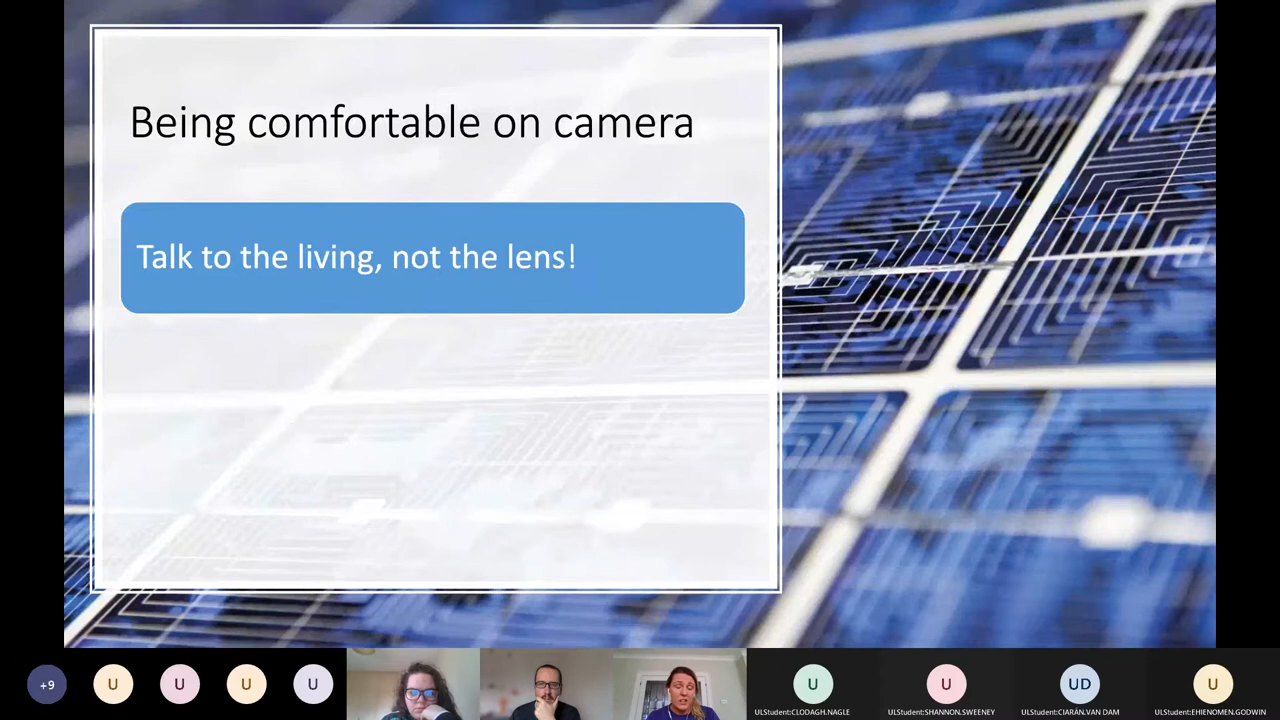 Being comfortable on camera
Talk to the living, not the lens!
+9
U
U
U
U
U
U
UD
U
ULStudent:CLODAGH.NAGLE
ULStudent:SHANNON.SWEENEY
ULStudent:CIARAN.VAN DAM
ULStudent:EHIENOMEN.GODWIN